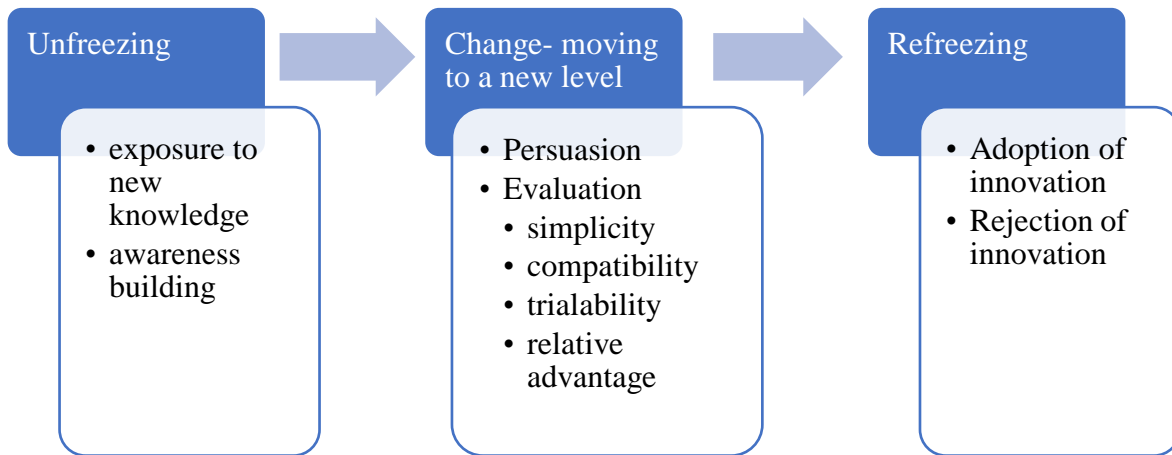 Unfreezing
• exposure to
new
knowledge
• awareness
building
Change- moving
to a new level
• Persuasion
• Evaluation
• simplicity
• compatibility
• trialability
• relative
advantage
Refreezing
• Adoption of
innovation
• Rejection of
innovation